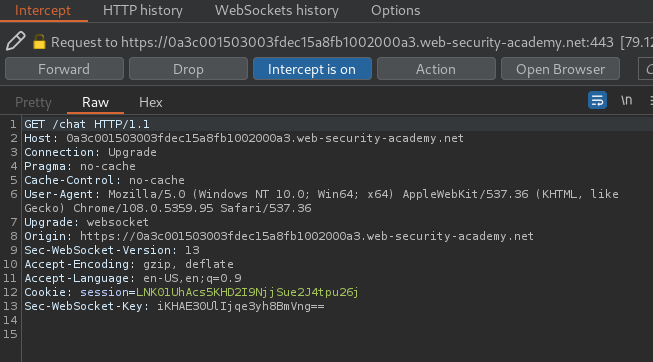 Intercept HTTP history WebSockets history Options
Request to https://0a3c001503003fdec15a8fb1002000a3.web-security-academy.net:443 [79.12
Forward Drop Intercept is on Action Open Browser
Pretty Raw Hex \n
1 GET /chat HTTP/1.1
2 Host: 0a3c001503003fdec15a8fb1002000a3.web-security-academy.net
3 Connection: Upgrade
4 Pragma: no-cache
5 Cache-Control: no-cache
6 User-Agent: Mozilla/5.0 (Windows NT 10.0; Win64; x64) AppleWebKit/537.36 (KHTML, like
Gecko) Chrome/108.0.5359.95 Safari/537.36
7 Upgrade: websocket
8 Origin: https://0a3c001503003fdec15a8fb1002000a3.web-security-academy.net
9 Sec-WebSocket-Version: 13
10 Accept-Encoding: gzip, deflate
11 Accept-Language: en-US,en;q=0.9
12 Cookie: session=LNKO1UhAcs5KHD2I9NjjSue2J4tpu26j
13 Sec-WebSocket-Key: iKHAE3OUlIjqe3yh8BmVng==
14
15